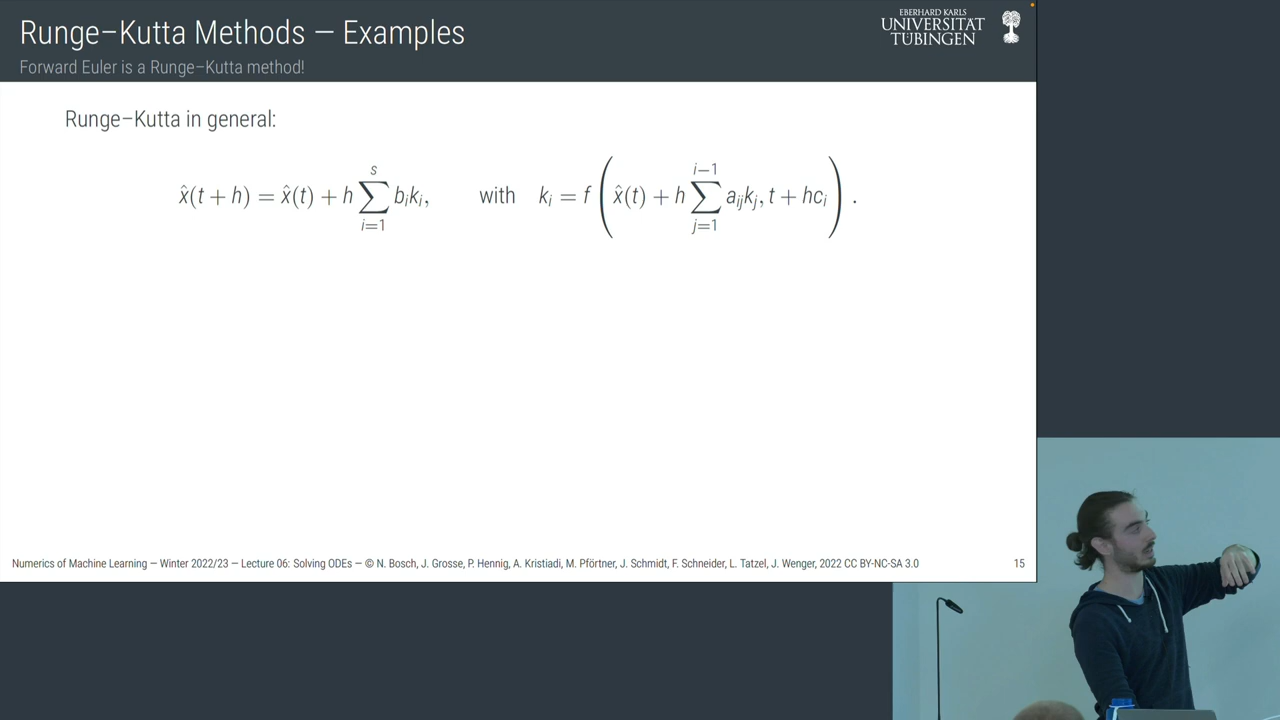 Runge–Kutta Methods — Examples
Forward Euler is a Runge–Kutta method!
EBERHARD KARLS
UNIVERSITÄT
TÜBINGEN
Runge–Kutta in general:
x̂(t + h) = x̂(t) + h ∑_{i=1}^{s} b_i k_i, with k_i = f ( x̂(t) + h ∑_{j=1}^{i−1} a_{ij} k_j, t + hc_i ) .
Numerics of Machine Learning — Winter 2022/23 — Lecture 06: Solving ODEs — © N. Bosch, J. Grosse, P. Hennig, A. Kristiadi, M. Pförtner, J. Schmidt, F. Schneider, L. Tatzel, J. Wenger, 2022 CC BY-NC-SA 3.0 15